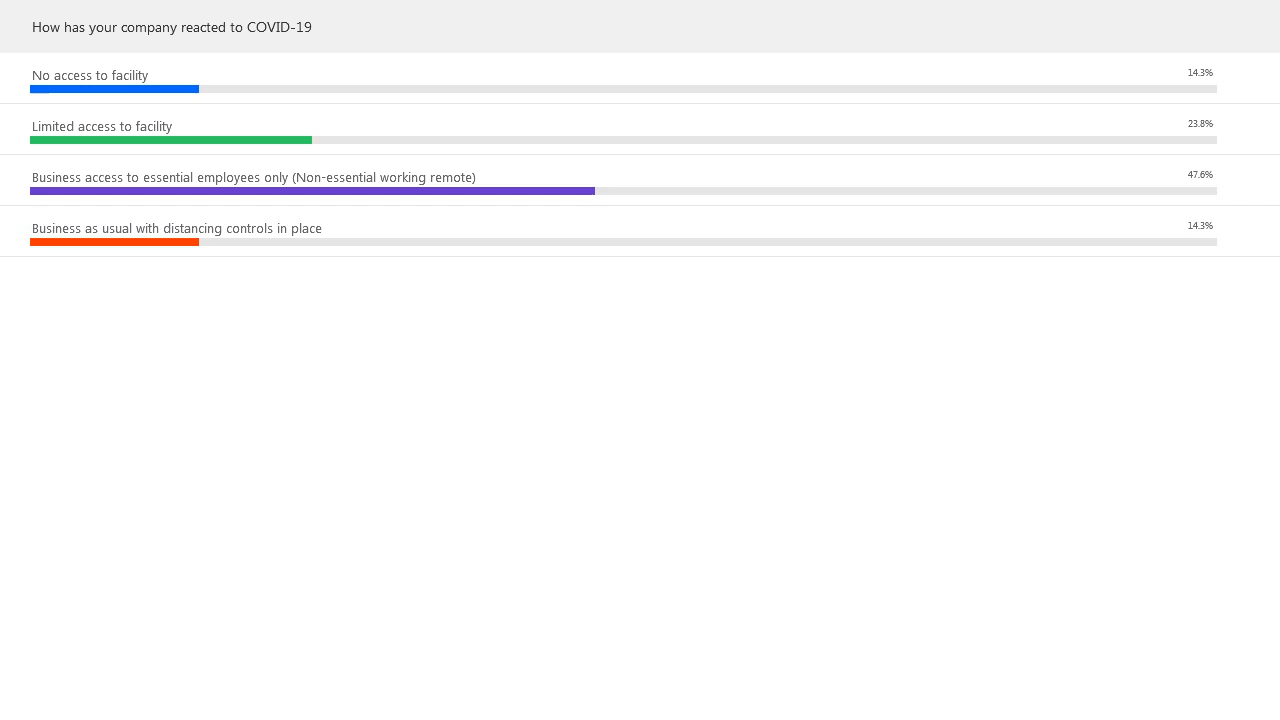 How has your company reacted to COVID-19
No access to facility
14.3%
Limited access to facility
23.8%
Business access to essential employees only (Non-essential working remote)
47.6%
Business as usual with distancing controls in place
14.3%